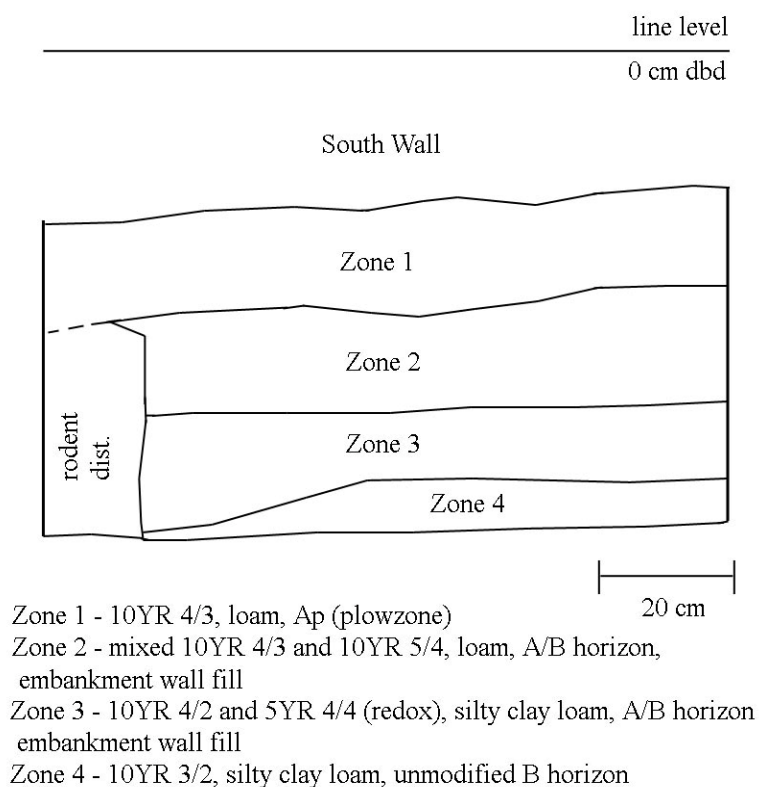 line level
0 cm dbd
South Wall
Zone 1
Zone 2
rodent
dist.
Zone 3
Zone 4
20 cm
Zone 1 - 10YR 4/3, loam, Ap (plowzone)
Zone 2 - mixed 10YR 4/3 and 10YR 5/4, loam, A/B horizon,
embankment wall fill
Zone 3 - 10YR 4/2 and 5YR 4/4 (redox), silty clay loam, A/B horizon
embankment wall fill
Zone 4 - 10YR 3/2, silty clay loam, unmodified B horizon